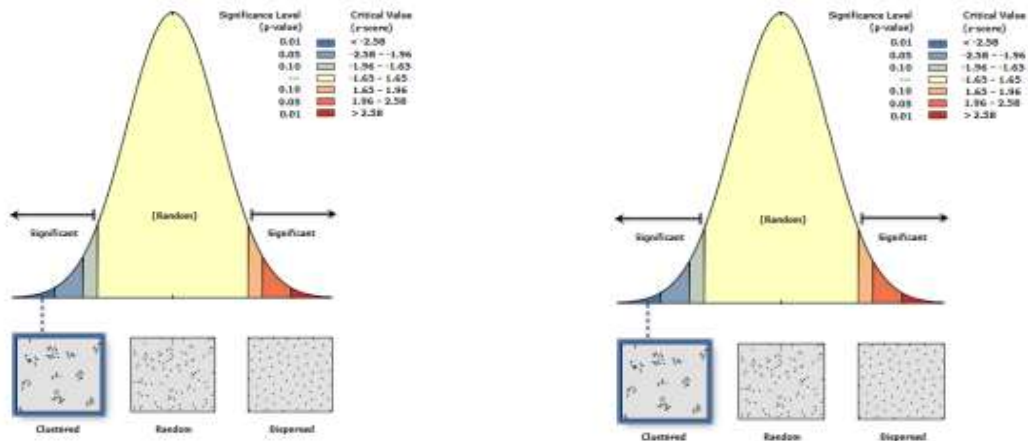 Significance Level Critical Value
(p-value) (z-score)
0.01 < -2.58
0.05 -2.58 - -1.96
0.10 -1.96 - -1.65
--- -1.65 - 1.65
0.10 1.65 - 1.96
0.05 1.96 - 2.58
0.01 > 2.58
(Random)
Significant Significant
Clustered Random Dispersed
Significance Level Critical Value
(p-value) (z-score)
0.01 < -2.58
0.05 -2.58 - -1.96
0.10 -1.96 - -1.65
--- -1.65 - 1.65
0.10 1.65 - 1.96
0.05 1.96 - 2.58
0.01 > 2.58
(Random)
Significant Significant
Clustered Random Dispersed